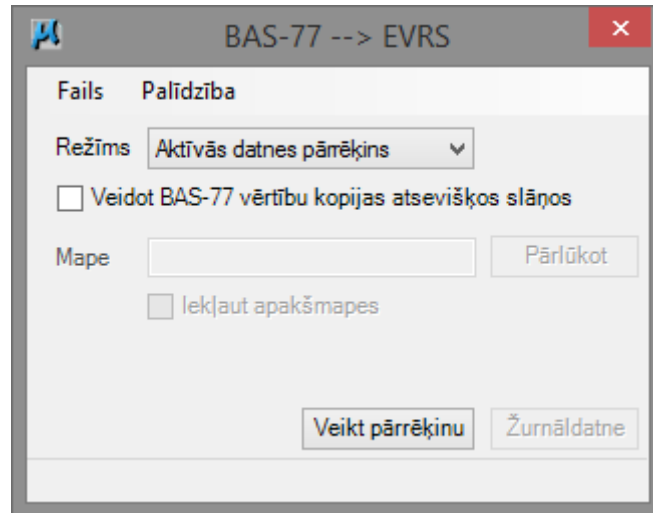 BAS-77 --> EVRS
Fails Palīdzība
Režīms Aktīvās datnes pārrēķins
Veidot BAS-77 vērtību kopijas atsevišķos slāņos
Mape Pārlūkot
Iekļaut apakšmapes
Veikt pārrēķinu Žurnāldatne